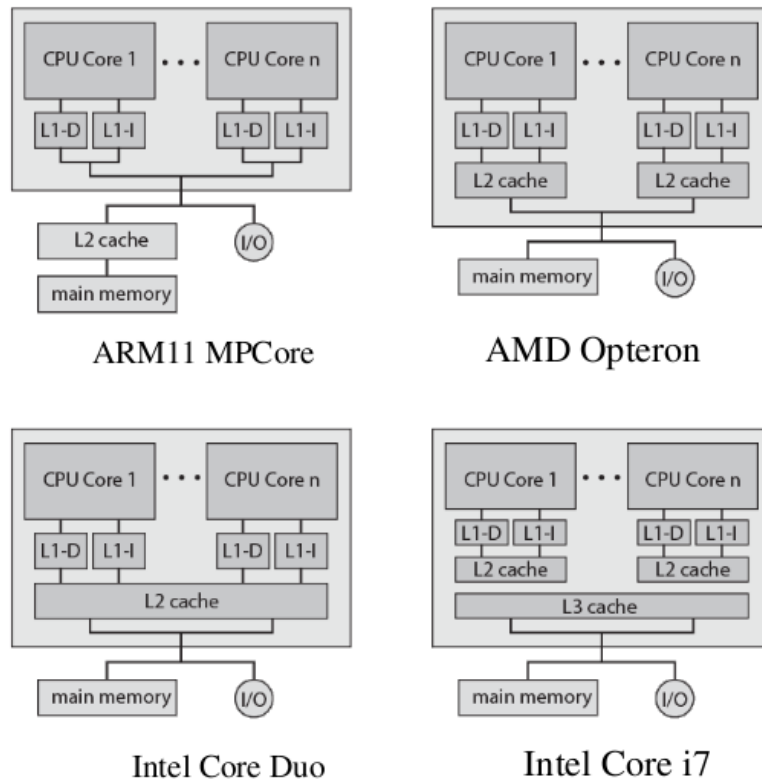 CPU Core 1 • • • CPU Core n
L1-D L1-I L1-D L1-I
L2 cache I/O
main memory
ARM11 MPCore
CPU Core 1 • • • CPU Core n
L1-D L1-I L1-D L1-I
L2 cache L2 cache
main memory I/O
AMD Opteron
CPU Core 1 • • • CPU Core n
L1-D L1-I L1-D L1-I
L2 cache
main memory I/O
Intel Core Duo
CPU Core 1 • • • CPU Core n
L1-D L1-I L1-D L1-I
L2 cache L2 cache
L3 cache
main memory I/O
Intel Core i7